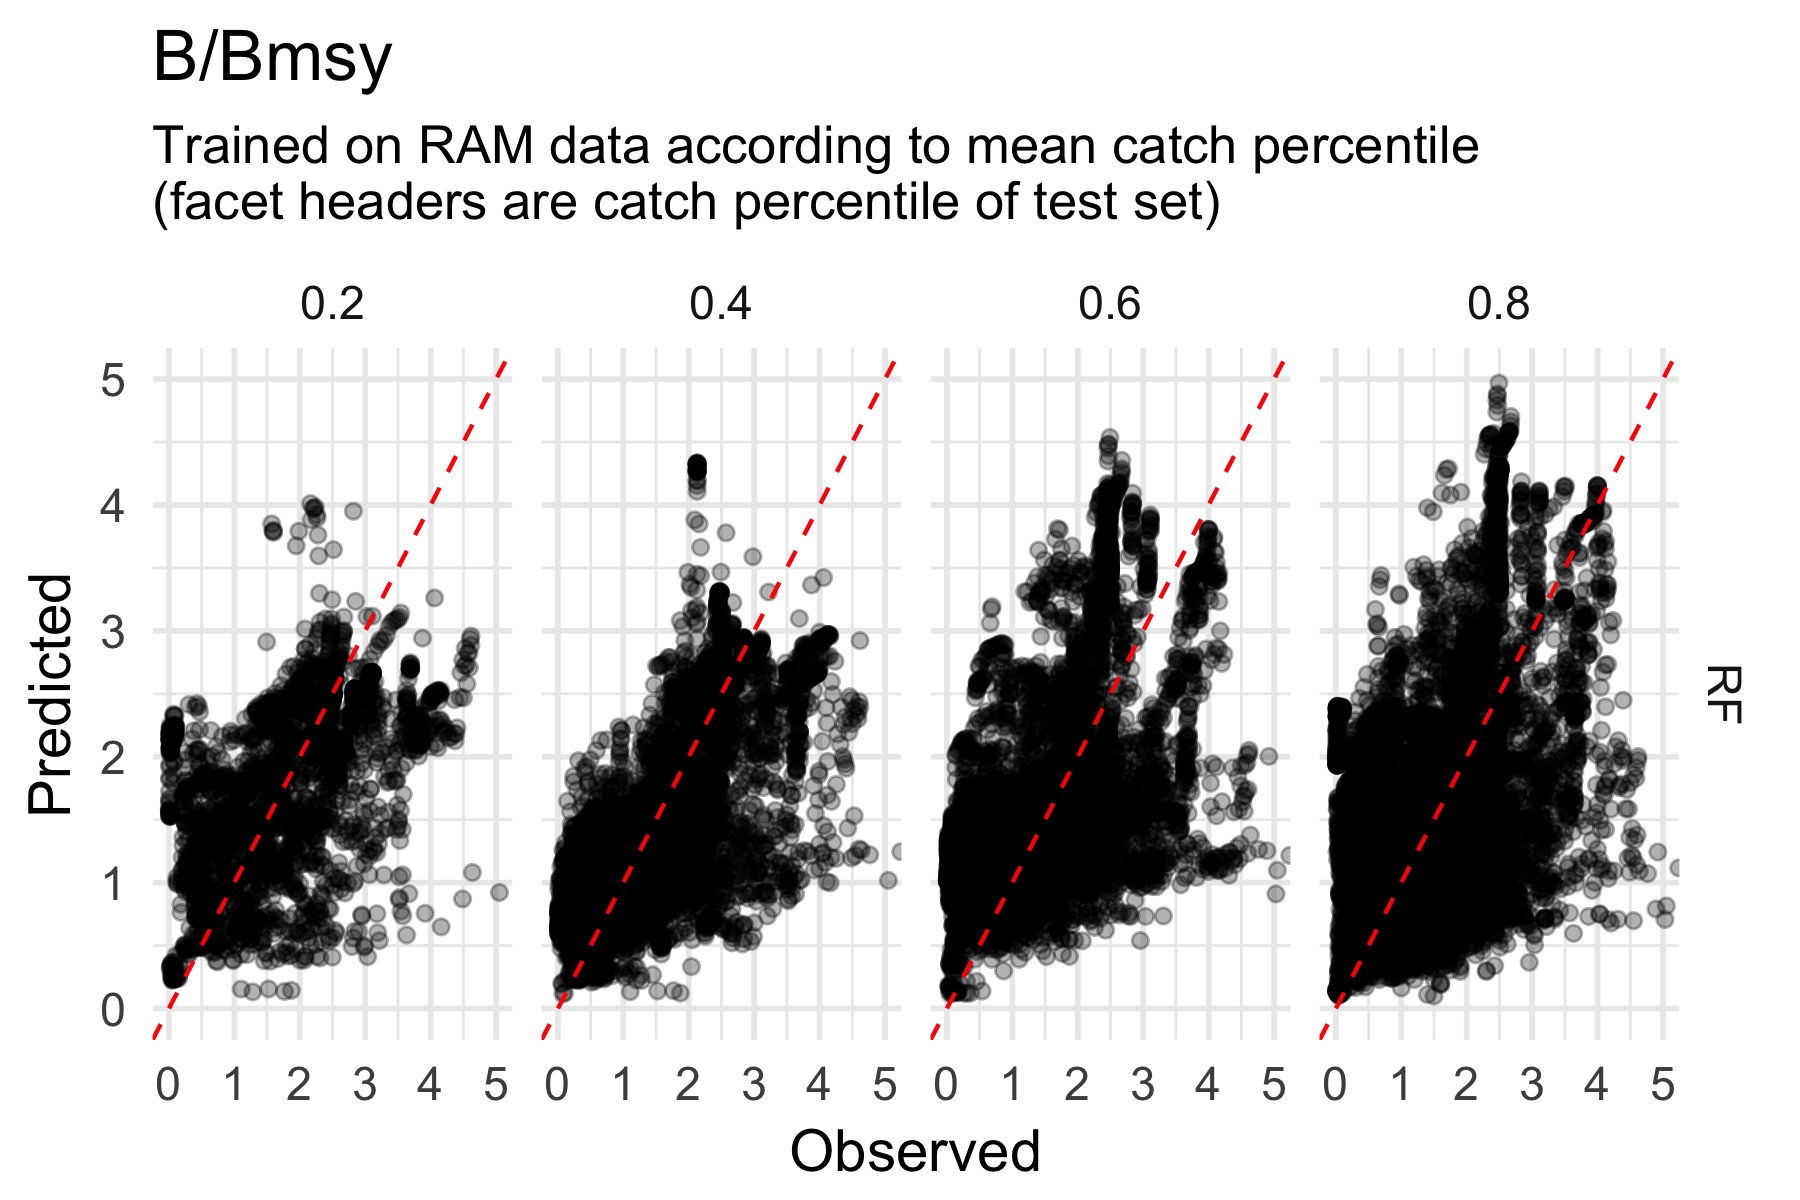 B/Bmsy
Trained on RAM data according to mean catch percentile
(facet headers are catch percentile of test set)
0.2 0.4 0.6 0.8
5
4
3
2
1
0
Predicted
RF
0 1 2 3 4 5 0 1 2 3 4 5 0 1 2 3 4 5 0 1 2 3 4 5
Observed